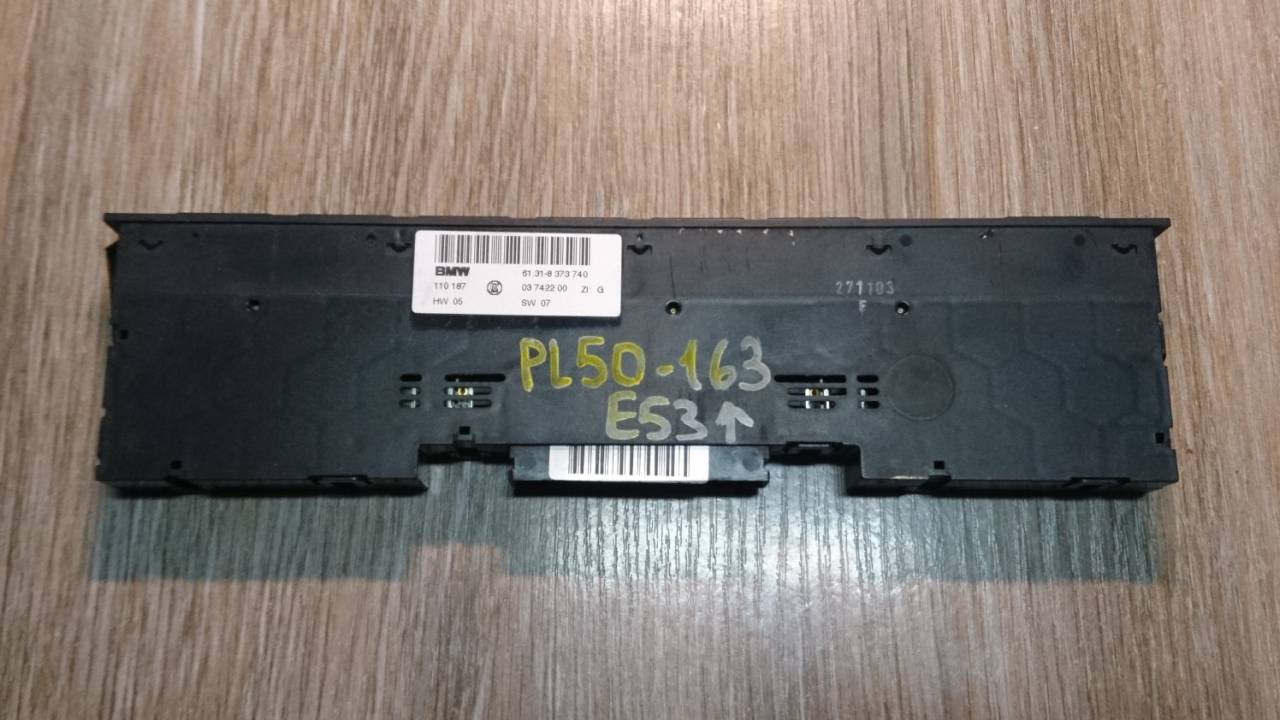 BMW 61.31-8 373 740
110 187 03 7422 00 ZI: G
HW 05 SW 07
271103
F
PL50-163
E53↑